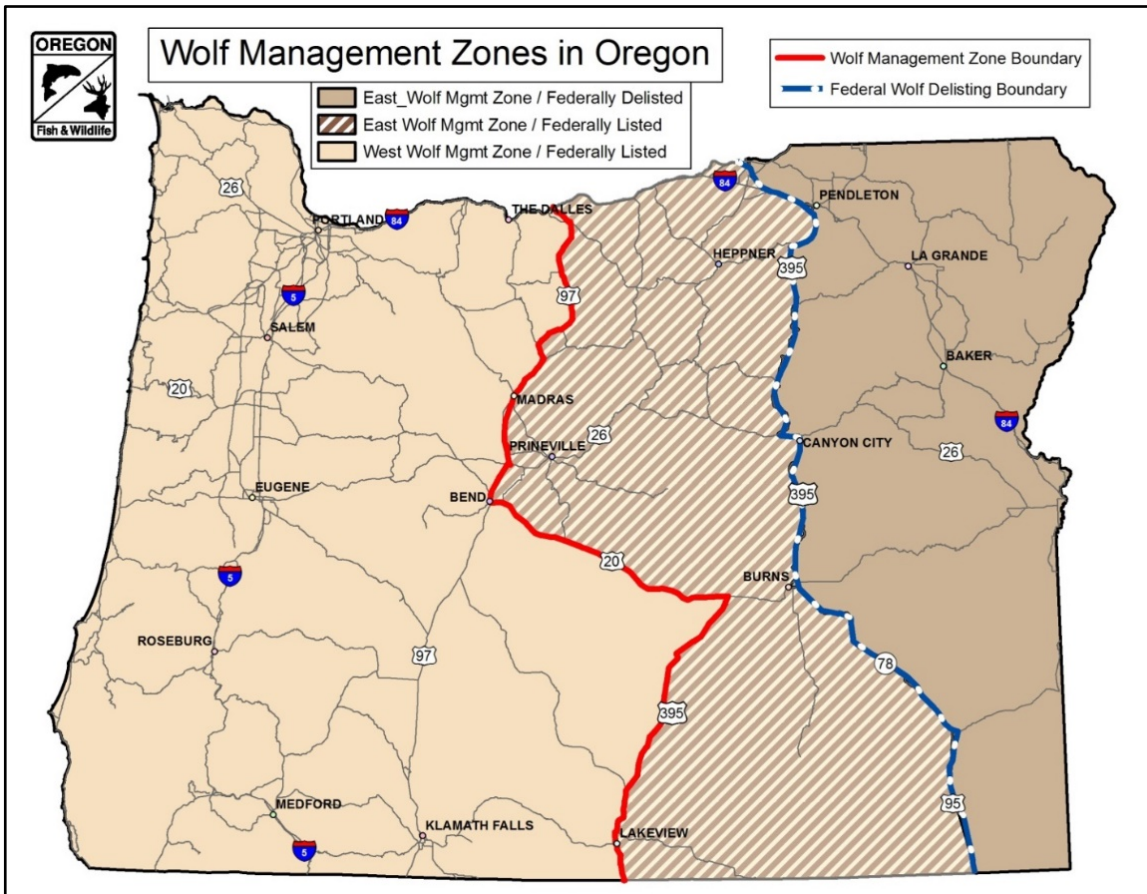 OREGON
Fish & Wildlife
Wolf Management Zones in Oregon
East_Wolf Mgmt Zone / Federally Delisted
East Wolf Mgmt Zone / Federally Listed
West Wolf Mgmt Zone / Federally Listed
Wolf Management Zone Boundary
Federal Wolf Delisting Boundary
26
84
PENDLETON
THE DALLES
PORTLAND
84
HEPPNER
LA GRANDE
395
5
97
SALEM
BAKER
20
MADRAS
84
26
CANYON CITY
PRINEVILLE
26
EUGENE
BEND
395
20
5
BURNS
ROSEBURG
97
78
395
MEDFORD
95
KLAMATH FALLS
LAKEVIEW
5